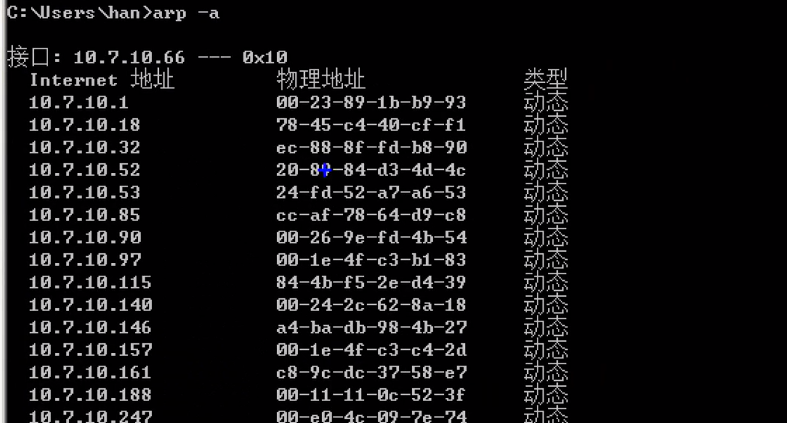 C:\Users\han>arp -a
接口: 10.7.10.66 --- 0x10
Internet 地址 物理地址 类型
10.7.10.1 00-23-89-1b-b9-93 动态
10.7.10.18 78-45-c4-40-cf-f1 动态
10.7.10.32 ec-88-8f-fd-b8-90 动态
10.7.10.52 动态
10.7.10.53 24-fd-52-a7-a6-53 动态
10.7.10.85 cc-af-78-64-d9-c8 动态
10.7.10.90 00-26-9e-fd-4b-54 动态
10.7.10.97 00-1e-4f-c3-b1-83 动态
10.7.10.115 84-4b-f5-2e-d4-39 动态
10.7.10.140 00-24-2c-62-8a-18 动态
10.7.10.146 a4-ba-db-98-4b-27 动态
10.7.10.157 00-1e-4f-c3-c4-2d 动态
10.7.10.161 c8-9c-dc-37-58-e7 动态
10.7.10.188 00-11-11-0c-52-3f 动态
10.7.10.247 00-e0-4c-09-7e-74 动态